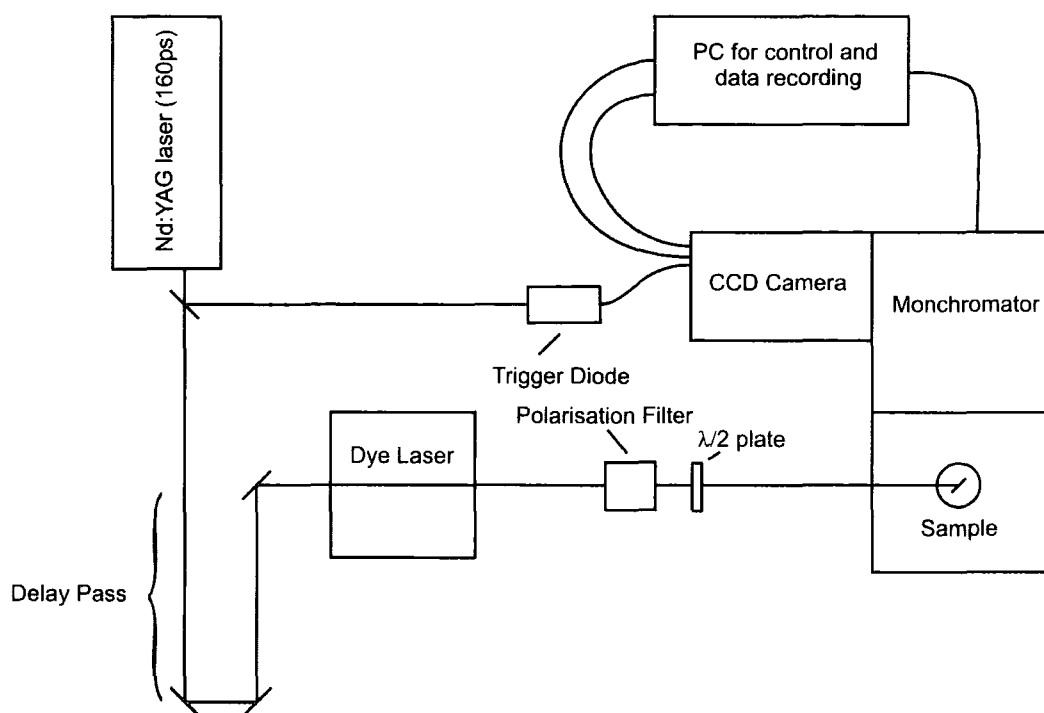 Nd:YAG laser (160ps)
PC for control and
data recording
CCD Camera
Monchromator
Trigger Diode
Polarisation Filter
λ/2 plate
Dye Laser
Sample
Delay Pass